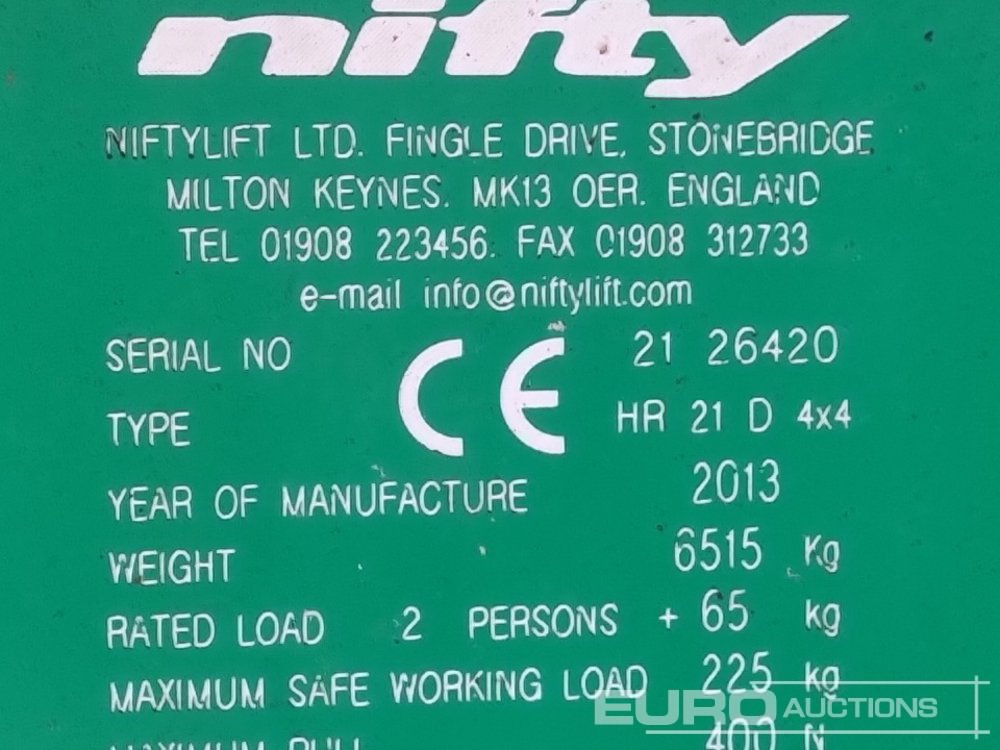 nifty
NIFTYLIFT LTD. FINGLE DRIVE, STONEBRIDGE
MILTON KEYNES. MK13 OER. ENGLAND
TEL 01908 223456. FAX 01908 312733
e-mail info@niftylift.com
SERIAL NO CE 21 26420
TYPE HR 21 D 4x4
YEAR OF MANUFACTURE 2013
WEIGHT 6515 Kg
RATED LOAD 2 PERSONS + 65 kg
MAXIMUM SAFE WORKING LOAD 225 kg
MAXIMUM PULL 400 N
EURO AUCTIONS